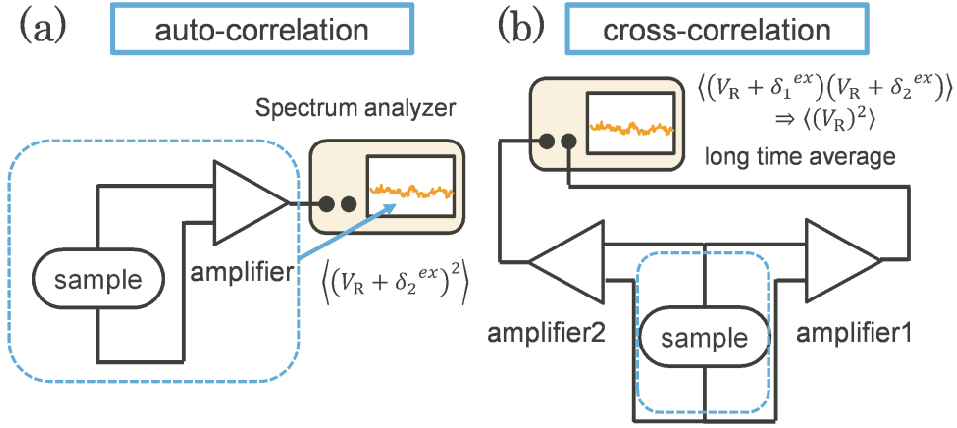 (a)
auto-correlation
Spectrum analyzer
sample
amplifier
⟨(V_R + δ_2^{ex})^2⟩
(b)
cross-correlation
⟨(V_R + δ_1^{ex})(V_R + δ_2^{ex})⟩
⇒ ⟨(V_R)^2⟩
long time average
amplifier2
sample
amplifier1